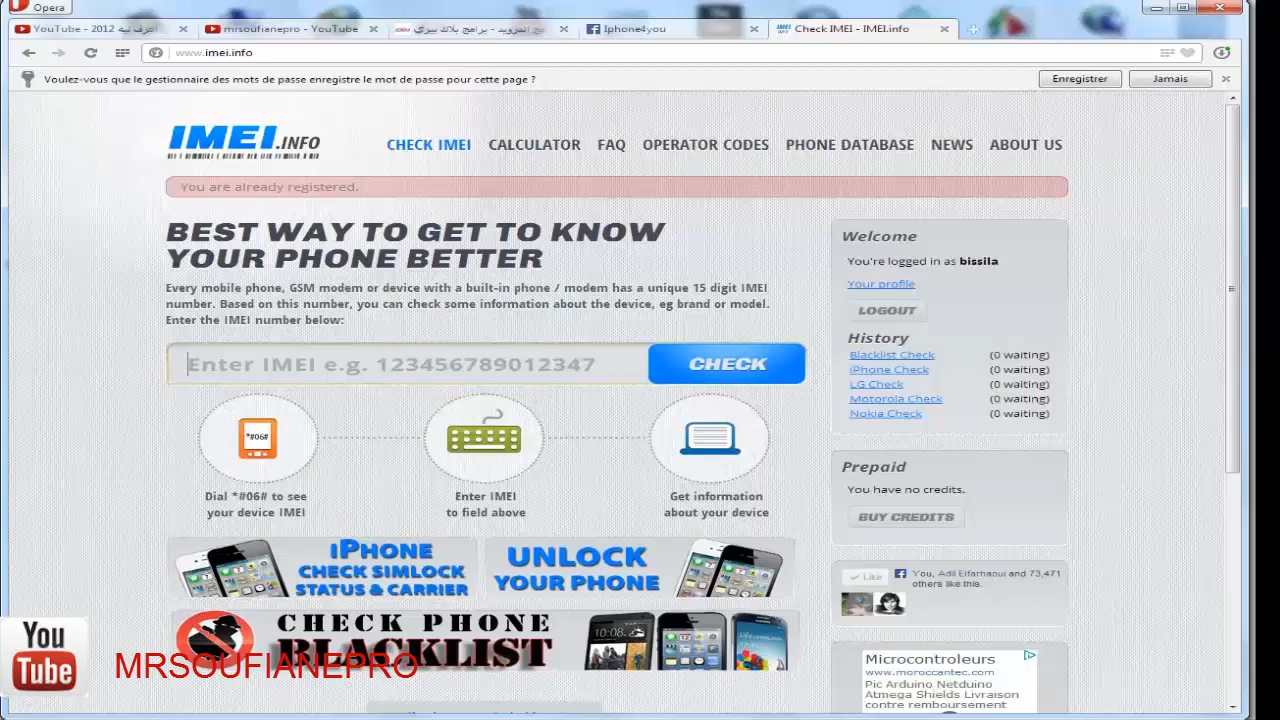 Opera
YouTube - 2012 اعرف نبيه
mrsoufianepro - YouTube
مج اندرويد - برامج بلاك بيري
Iphone4you
Check IMEI - IMEI.info
www.imei.info
Voulez-vous que le gestionnaire des mots de passe enregistre le mot de passe pour cette page ?
Enregistrer
Jamais
IMEI.INFO
CHECK IMEI
CALCULATOR
FAQ
OPERATOR CODES
PHONE DATABASE
NEWS
ABOUT US
You are already registered.
BEST WAY TO GET TO KNOW
YOUR PHONE BETTER
Every mobile phone, GSM modem or device with a built-in phone / modem has a unique 15 digit IMEI
number. Based on this number, you can check some information about the device, eg brand or model.
Enter the IMEI number below:
Enter IMEI e.g. 123456789012347
CHECK
*#06#
Dial *#06# to see
your device IMEI
Enter IMEI
to field above
Get information
about your device
iPHONE
CHECK SIMLOCK
STATUS & CARRIER
UNLOCK
YOUR PHONE
CHECK PHONE
BLACKLIST
10:08
You
Tube
MRSOUFIANEPRO
Welcome
You're logged in as bissila
Your profile
LOGOUT
History
Blacklist Check (0 waiting)
iPhone Check (0 waiting)
LG Check (0 waiting)
Motorola Check (0 waiting)
Nokia Check (0 waiting)
Prepaid
You have no credits.
BUY CREDITS
Like
You, Adil Elfarhaoui and 73,471
others like this.
Microcontroleurs
www.moroccantec.com
Pic Arduino Netduino
Atmega Shields Livraison
contre remboursement